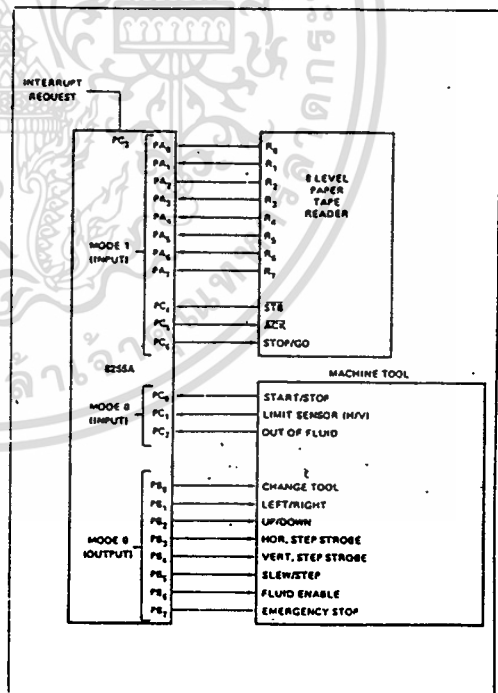 INTERRUPT
REQUEST
PC₃
MODE 1
(INPUT)
PA₀
PA₁
PA₂
PA₃
PA₄
PA₅
PA₆
PA₇
PC₄
PC₅
PC₆
R₀
R₁
R₂
R₃
R₄
R₅
R₆
R₇
8 LEVEL
PAPER
TAPE
READER
STB
ACK
STOP/GO
8255A
MACHINE TOOL
MODE 0
(INPUT)
PC₀
PC₁
PC₂
START/STOP
LIMIT SENSOR (H/V)
OUT OF FLUID
MODE 0
(OUTPUT)
PB₀
PB₁
PB₂
PB₃
PB₄
PB₅
PB₆
PB₇
CHANGE TOOL
LEFT/RIGHT
UP/DOWN
HOR. STEP STROBE
VERT. STEP STROBE
SLEW/STEP
FLUID ENABLE
EMERGENCY STOP